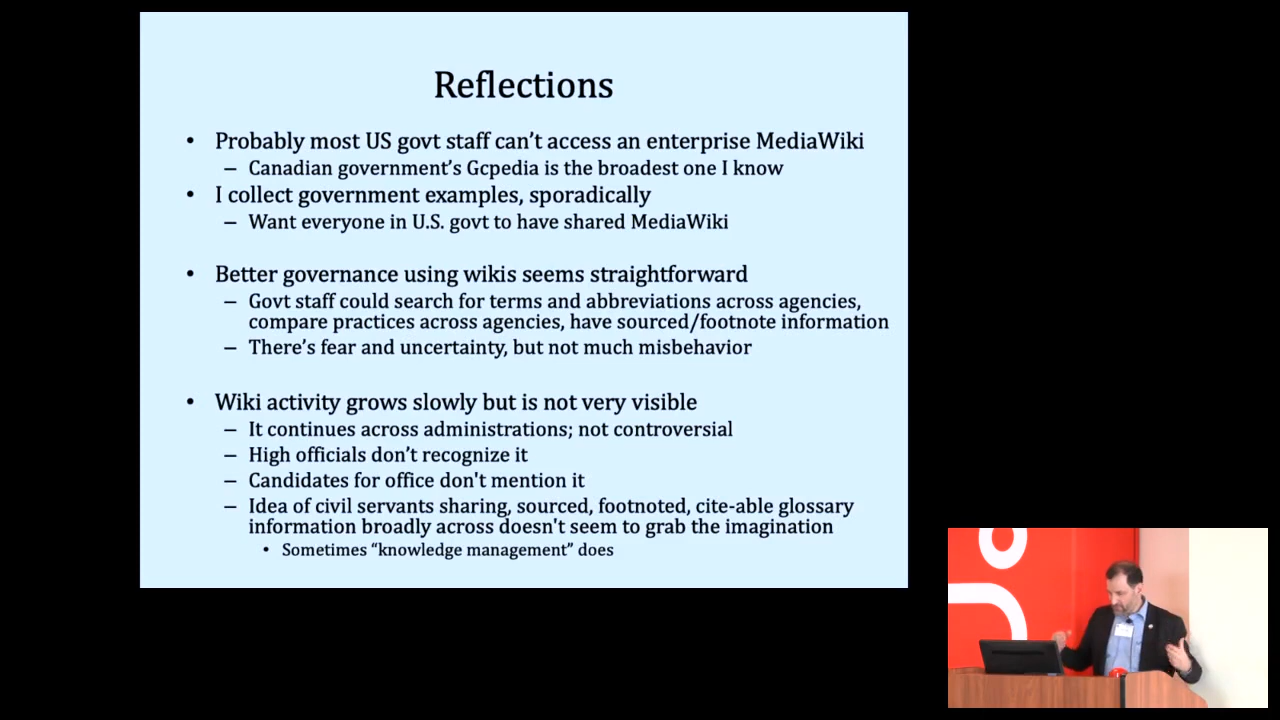 Reflections
• Probably most US govt staff can’t access an enterprise MediaWiki
– Canadian government’s Gcpedia is the broadest one I know
• I collect government examples, sporadically
– Want everyone in U.S. govt to have shared MediaWiki
• Better governance using wikis seems straightforward
– Govt staff could search for terms and abbreviations across agencies,
compare practices across agencies, have sourced/footnote information
– There’s fear and uncertainty, but not much misbehavior
• Wiki activity grows slowly but is not very visible
– It continues across administrations; not controversial
– High officials don’t recognize it
– Candidates for office don't mention it
– Idea of civil servants sharing, sourced, footnoted, cite-able glossary
information broadly across doesn't seem to grab the imagination
• Sometimes “knowledge management” does